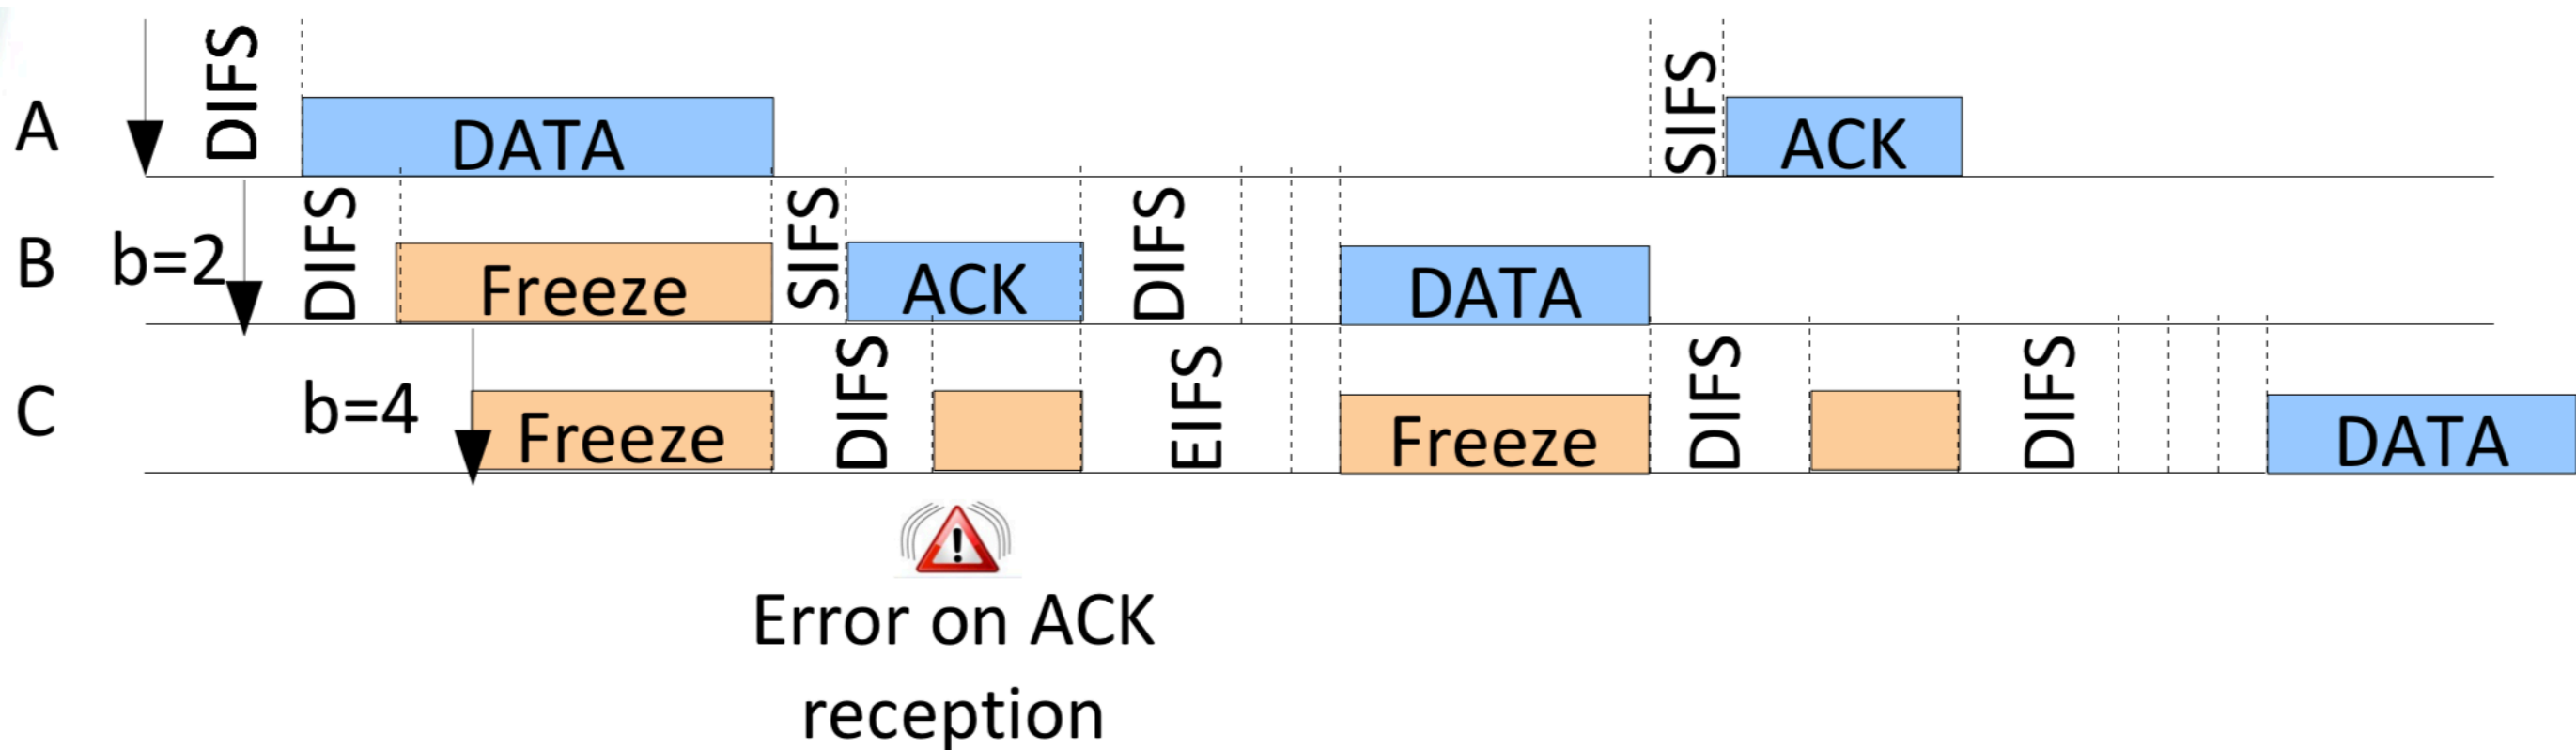 DIFS
SIFS
A
DATA
ACK
DIFS
SIFS
DIFS
B
b=2
Freeze
ACK
DATA
DIFS
EIFS
DIFS
DIFS
C
b=4
Freeze
Freeze
DATA
Error on ACK
reception